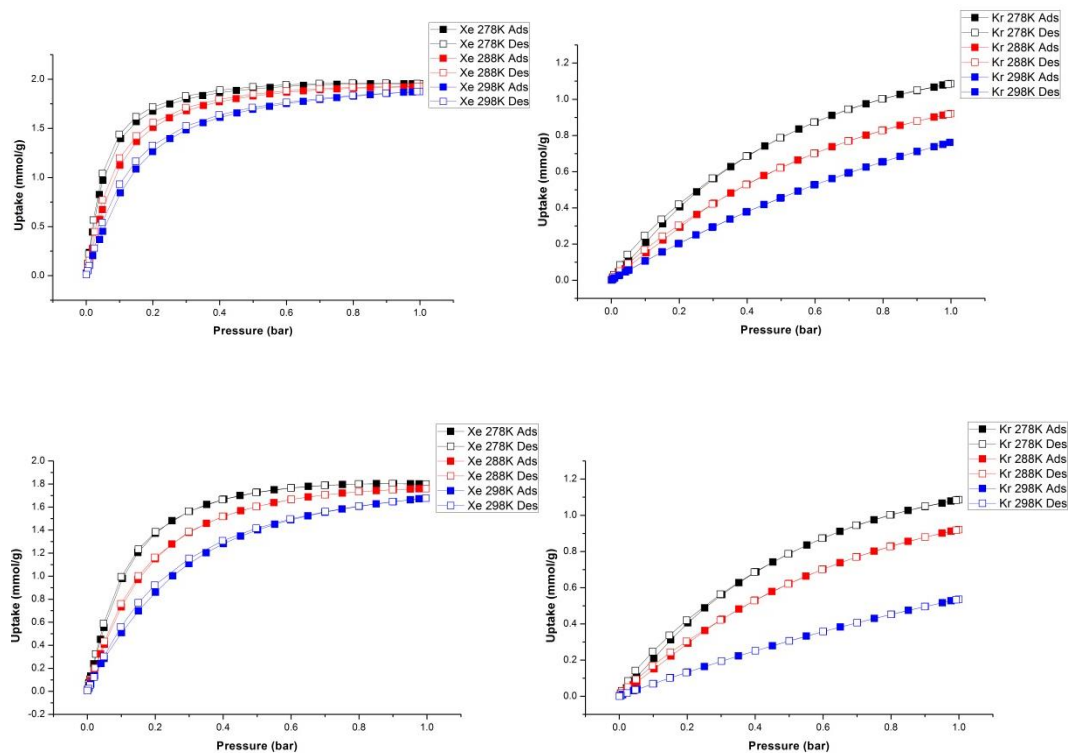 Xe 278K Ads
Xe 278K Des
Xe 288K Ads
Xe 288K Des
Xe 298K Ads
Xe 298K Des
2.0
1.5
1.0
0.5
0.0
Uptake (mmol/g)
0.0 0.2 0.4 0.6 0.8 1.0
Pressure (bar)
Kr 278K Ads
Kr 278K Des
Kr 288K Ads
Kr 288K Des
Kr 298K Ads
Kr 298K Des
1.2
1.0
0.8
0.6
0.4
0.2
0.0
Uptake (mmol/g)
0.0 0.2 0.4 0.6 0.8 1.0
Pressure (bar)
Xe 278K Ads
Xe 278K Des
Xe 288K Ads
Xe 288K Des
Xe 298K Ads
Xe 298K Des
2.0
1.8
1.6
1.4
1.2
1.0
0.8
0.6
0.4
0.2
0.0
-0.2
Uptake (mmol/g)
0.0 0.2 0.4 0.6 0.8 1.0
Pressure (bar)
Kr 278K Ads
Kr 278K Des
Kr 288K Ads
Kr 288K Des
Kr 298K Ads
Kr 298K Des
1.2
1.0
0.8
0.6
0.4
0.2
0.0
Uptake (mmol/g)
0.0 0.2 0.4 0.6 0.8 1.0
Pressure (bar)